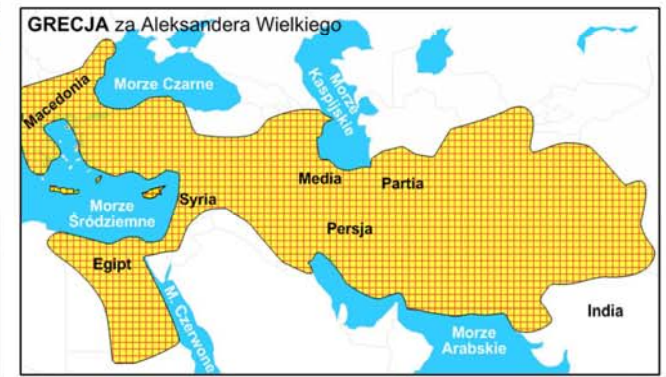 GRECJA za Aleksandera Wielkiego
Macedonia
Morze Czarne
Morze
Kaspijskie
Media
Partia
Syria
Morze
Śródziemne
Persja
Egipt
M. Czerwone
India
Morze
Arabskie